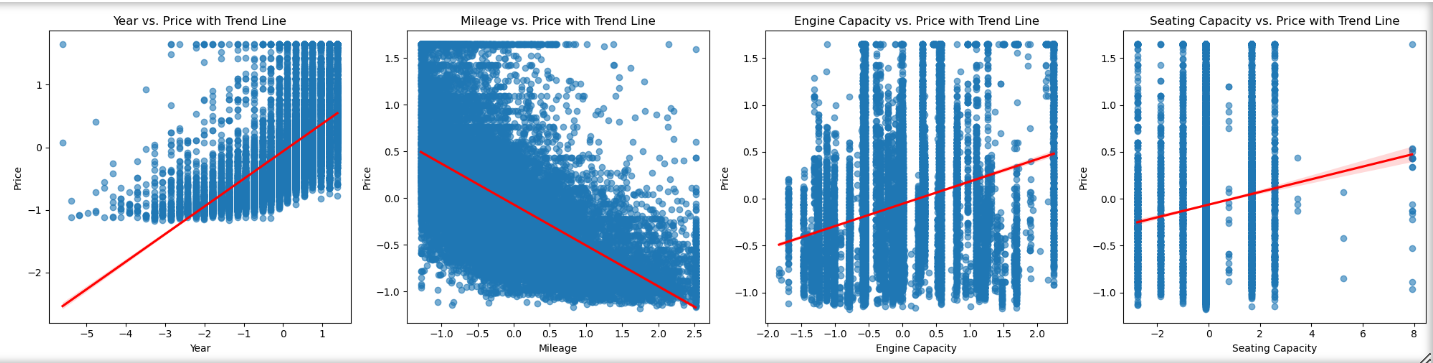 Year vs. Price with Trend Line
Price
1
0
−1
−2
−5 −4 −3 −2 −1 0 1
Year
Mileage vs. Price with Trend Line
Price
1.5
1.0
0.5
0.0
−0.5
−1.0
−1.0 −0.5 0.0 0.5 1.0 1.5 2.0 2.5
Mileage
Engine Capacity vs. Price with Trend Line
Price
1.5
1.0
0.5
0.0
−0.5
−1.0
−2.0 −1.5 −1.0 −0.5 0.0 0.5 1.0 1.5 2.0
Engine Capacity
Seating Capacity vs. Price with Trend Line
Price
1.5
1.0
0.5
0.0
−0.5
−1.0
−2 0 2 4 6 8
Seating Capacity